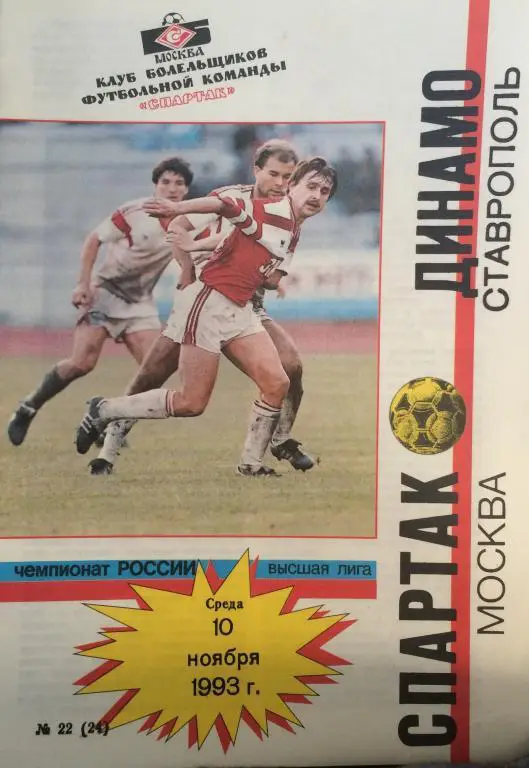 МОСКВА
КЛУБ БОЛЕЛЬЩИКОВ
ФУТБОЛЬНОЙ КОМАНДЫ
«СПАРТАК»
СПАРТАК ДИНАМО
МОСКВА СТАВРОПОЛЬ
чемпионат РОССИИ высшая лига
Среда
10
ноября
1993 г.
№ 22 (24)